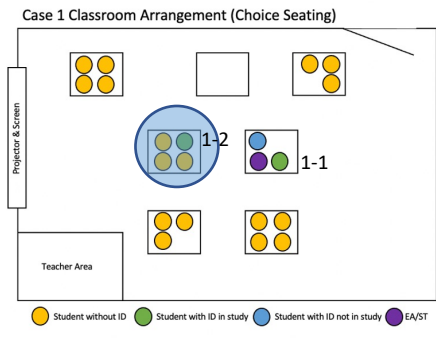 Case 1 Classroom Arrangement (Choice Seating)
Projector & Screen
1-2
1-1
Teacher Area
Student without ID
Student with ID in study
Student with ID not in study
EA/ST